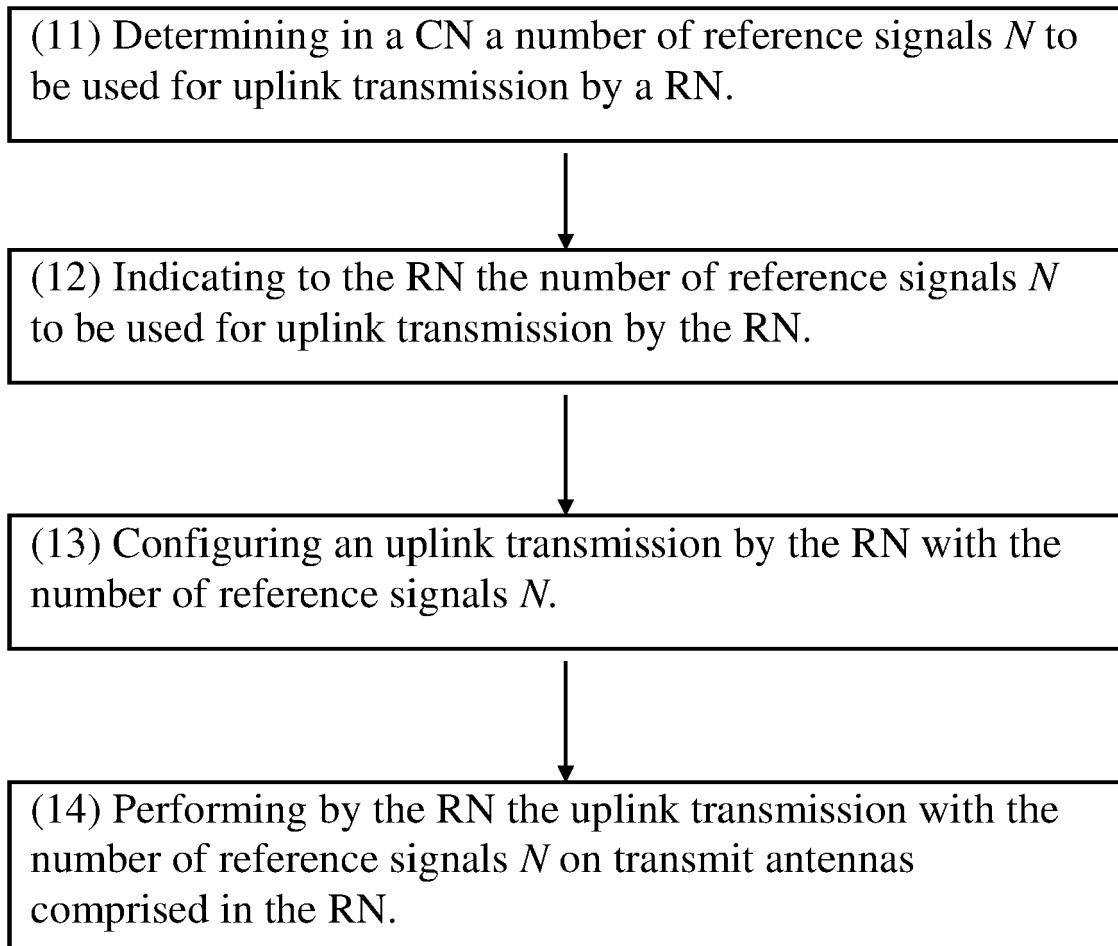 (11) Determining in a CN a number of reference signals N to
be used for uplink transmission by a RN.
(12) Indicating to the RN the number of reference signals N
to be used for uplink transmission by the RN.
(13) Configuring an uplink transmission by the RN with the
number of reference signals N.
(14) Performing by the RN the uplink transmission with the
number of reference signals N on transmit antennas
comprised in the RN.